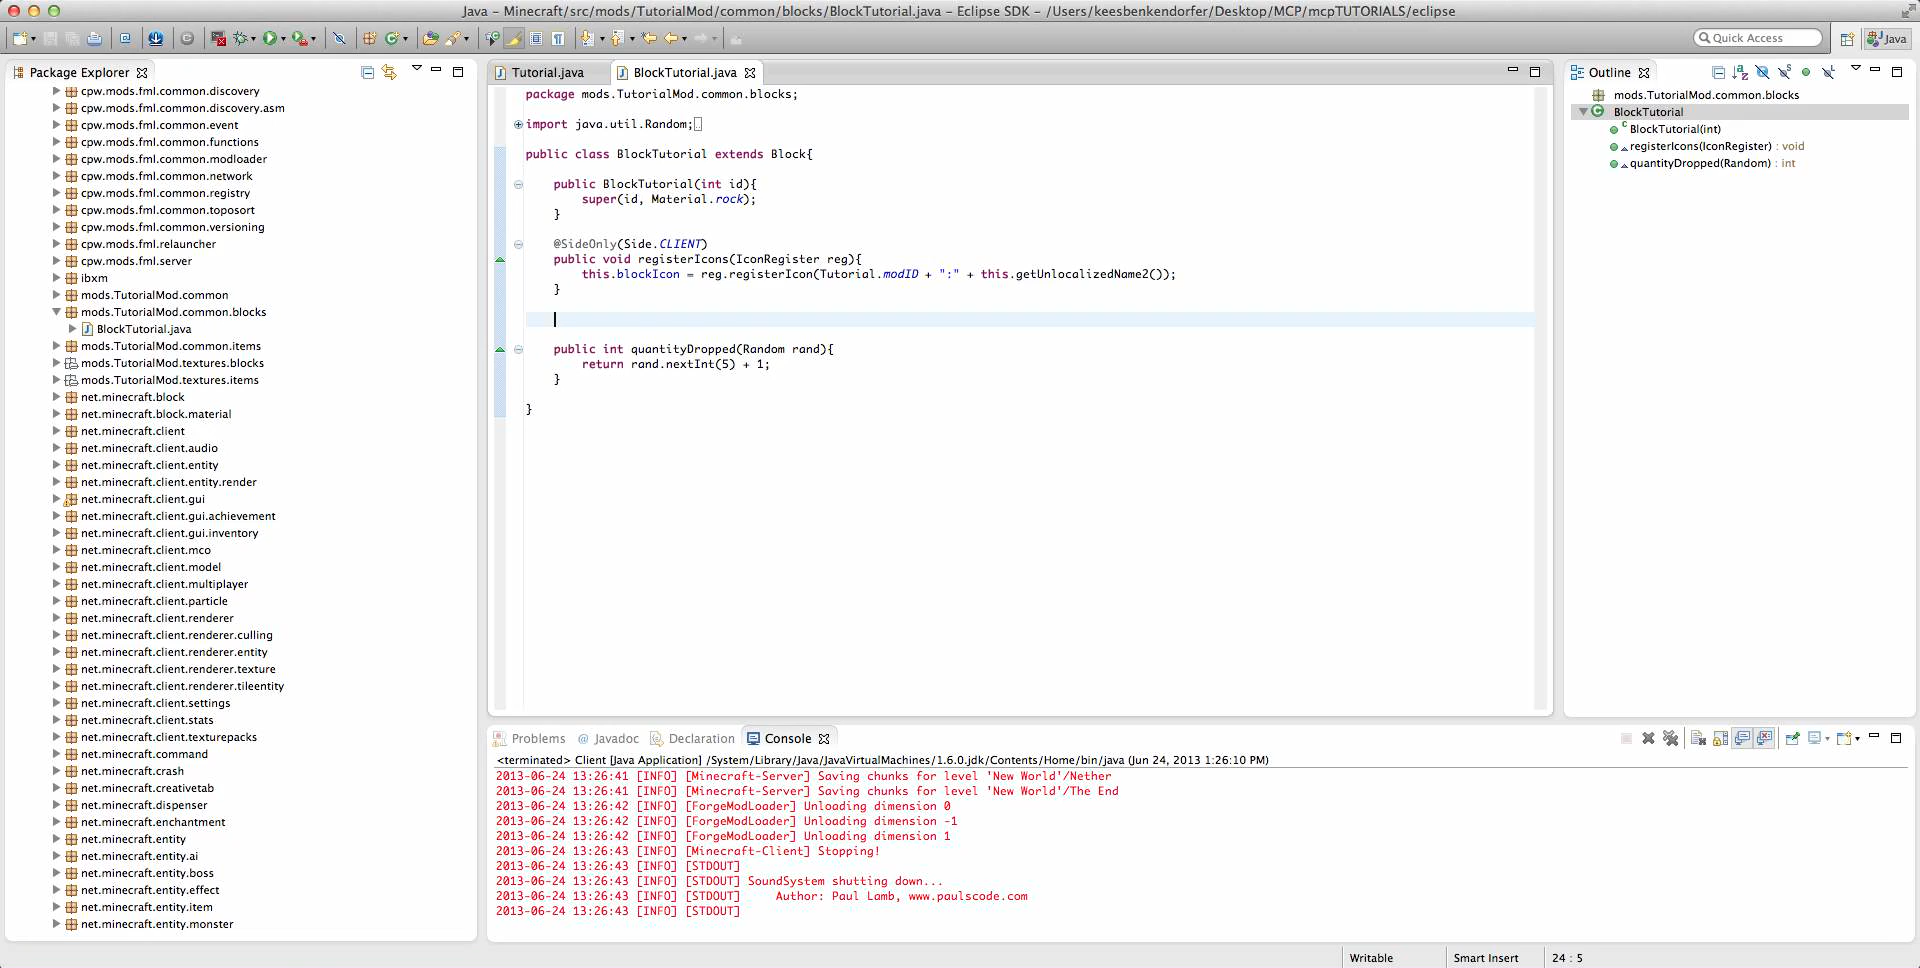 Java – Minecraft/src/mods/TutorialMod/common/blocks/BlockTutorial.java – Eclipse SDK – /Users/keesbenkendorfer/Desktop/MCP/mcpTUTORIALS/eclipse
Quick Access
Java
Package Explorer
cpw.mods.fml.common.discovery
cpw.mods.fml.common.discovery.asm
cpw.mods.fml.common.event
cpw.mods.fml.common.functions
cpw.mods.fml.common.modloader
cpw.mods.fml.common.network
cpw.mods.fml.common.registry
cpw.mods.fml.common.toposort
cpw.mods.fml.common.versioning
cpw.mods.fml.relauncher
cpw.mods.fml.server
ibxm
mods.TutorialMod.common
mods.TutorialMod.common.blocks
BlockTutorial.java
mods.TutorialMod.common.items
mods.TutorialMod.textures.blocks
mods.TutorialMod.textures.items
net.minecraft.block
net.minecraft.block.material
net.minecraft.client
net.minecraft.client.audio
net.minecraft.client.entity
net.minecraft.client.entity.render
net.minecraft.client.gui
net.minecraft.client.gui.achievement
net.minecraft.client.gui.inventory
net.minecraft.client.mco
net.minecraft.client.model
net.minecraft.client.multiplayer
net.minecraft.client.particle
net.minecraft.client.renderer
net.minecraft.client.renderer.culling
net.minecraft.client.renderer.entity
net.minecraft.client.renderer.texture
net.minecraft.client.renderer.tileentity
net.minecraft.client.settings
net.minecraft.client.stats
net.minecraft.client.texturepacks
net.minecraft.command
net.minecraft.crash
net.minecraft.creativetab
net.minecraft.dispenser
net.minecraft.enchantment
net.minecraft.entity
net.minecraft.entity.ai
net.minecraft.entity.boss
net.minecraft.entity.effect
net.minecraft.entity.item
net.minecraft.entity.monster
Tutorial.java
BlockTutorial.java
package mods.TutorialMod.common.blocks;
import java.util.Random;
public class BlockTutorial extends Block{
public BlockTutorial(int id){
super(id, Material.rock);
}
@SideOnly(Side.CLIENT)
public void registerIcons(IconRegister reg){
this.blockIcon = reg.registerIcon(Tutorial.modID + ":" + this.getUnlocalizedName2());
}
public int quantityDropped(Random rand){
return rand.nextInt(5) + 1;
}
}
Outline
mods.TutorialMod.common.blocks
BlockTutorial
BlockTutorial(int)
registerIcons(IconRegister) : void
quantityDropped(Random) : int
Problems
@ Javadoc
Declaration
Console
<terminated> Client [Java Application] /System/Library/Java/JavaVirtualMachines/1.6.0.jdk/Contents/Home/bin/java (Jun 24, 2013 1:26:10 PM)
2013-06-24 13:26:41 [INFO] [Minecraft-Server] Saving chunks for level 'New World'/Nether
2013-06-24 13:26:41 [INFO] [Minecraft-Server] Saving chunks for level 'New World'/The End
2013-06-24 13:26:42 [INFO] [ForgeModLoader] Unloading dimension 0
2013-06-24 13:26:42 [INFO] [ForgeModLoader] Unloading dimension -1
2013-06-24 13:26:42 [INFO] [ForgeModLoader] Unloading dimension 1
2013-06-24 13:26:43 [INFO] [Minecraft-Client] Stopping!
2013-06-24 13:26:43 [INFO] [STDOUT]
2013-06-24 13:26:43 [INFO] [STDOUT] SoundSystem shutting down...
2013-06-24 13:26:43 [INFO] [STDOUT]     Author: Paul Lamb, www.paulscode.com
2013-06-24 13:26:43 [INFO] [STDOUT]
Writable
Smart Insert
24 : 5